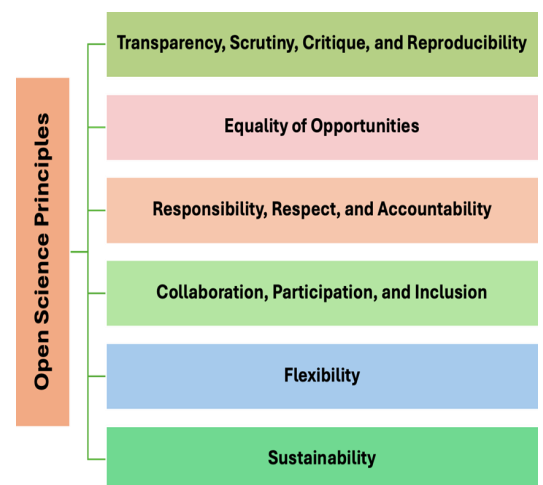 Open Science Principles
Transparency, Scrutiny, Critique, and Reproducibility
Equality of Opportunities
Responsibility, Respect, and Accountability
Collaboration, Participation, and Inclusion
Flexibility
Sustainability